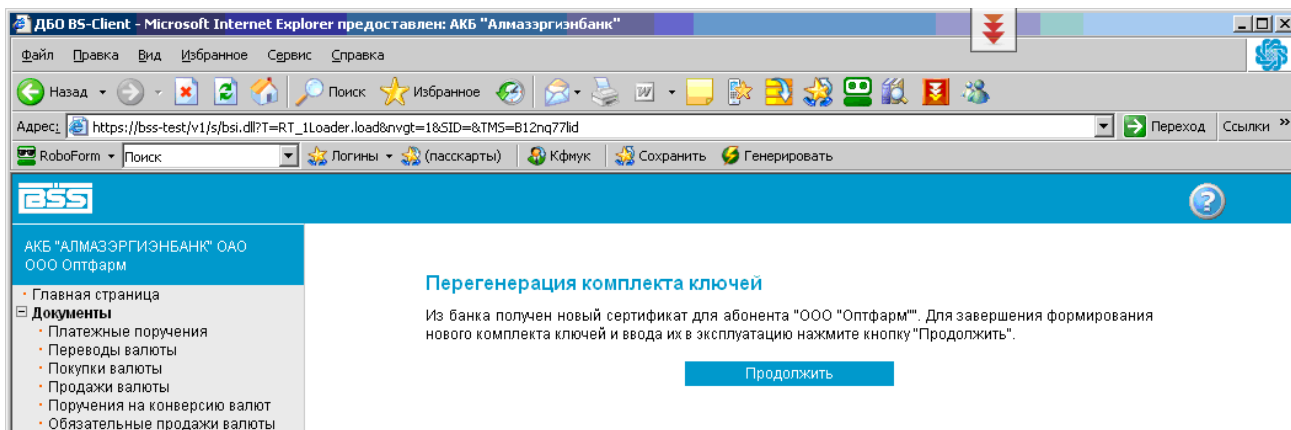 ДБО BS-Client - Microsoft Internet Explorer предоставлен: АКБ "Алмазэргиэнбанк"
Файл Правка Вид Избранное Сервис Справка
Назад Поиск Избранное
Адрес: https://bss-test/v1/s/bsi.dll?T=RT_1Loader.load&nvgt=1&SID=&TMS=B12nq77lid Переход Ссылки »
RoboForm Поиск Логины (пасскарты) Кфмук Сохранить Генерировать
BSS
АКБ "АЛМАЗЭРГИЭНБАНК" ОАО
ООО Оптфарм
Главная страница
Документы
Платежные поручения
Переводы валюты
Покупки валюты
Продажи валюты
Поручения на конверсию валют
Обязательные продажи валюты
Перегенерация комплекта ключей
Из банка получен новый сертификат для абонента "ООО "Оптфарм"". Для завершения формирования
нового комплекта ключей и ввода их в эксплуатацию нажмите кнопку "Продолжить".
Продолжить